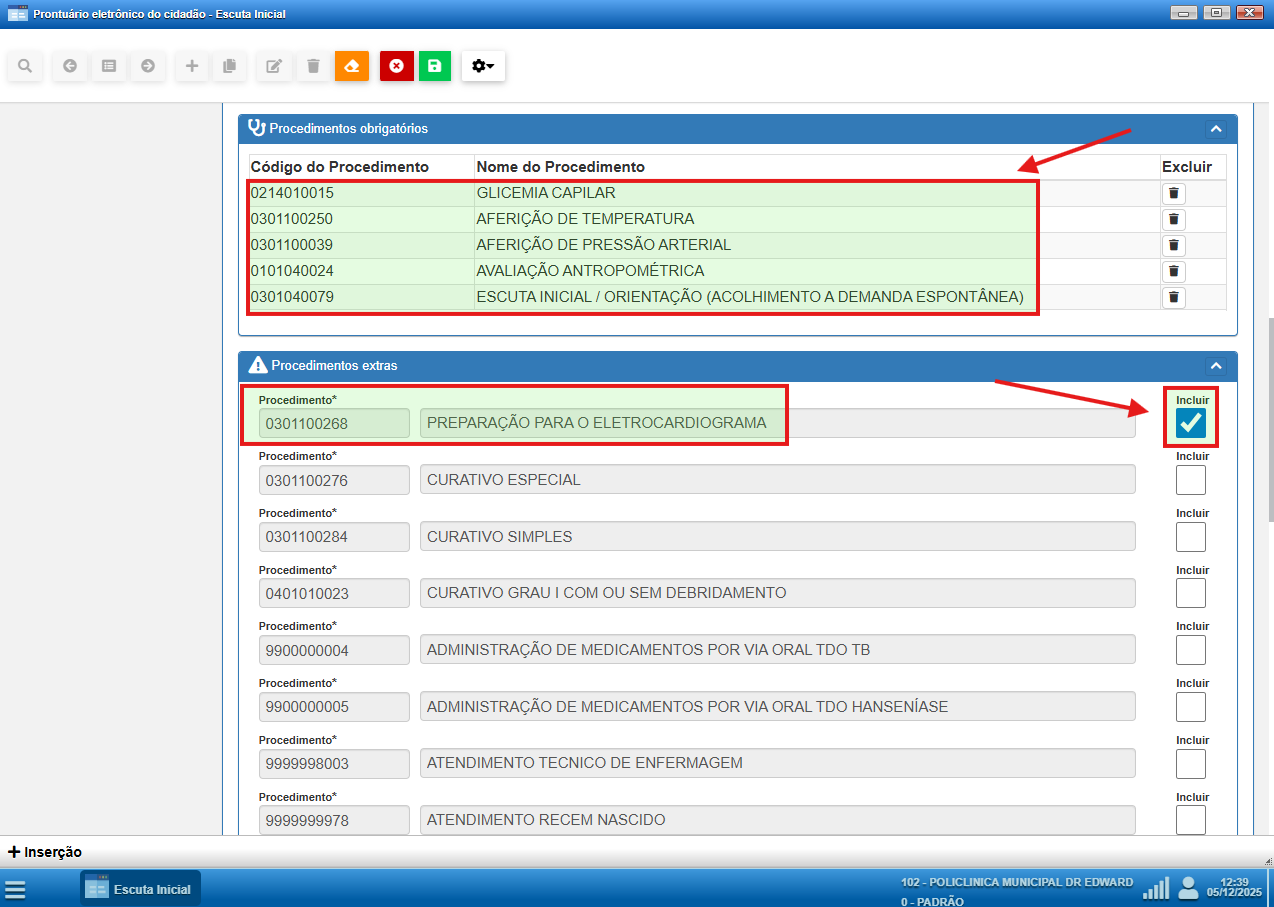 Prontuário eletrônico do cidadão - Escuta Inicial
Procedimentos obrigatórios
Código do Procedimento Nome do Procedimento Excluir
0214010015 GLICEMIA CAPILAR
0301100250 AFERIÇÃO DE TEMPERATURA
0301100039 AFERIÇÃO DE PRESSÃO ARTERIAL
0101040024 AVALIAÇÃO ANTROPOMÉTRICA
0301040079 ESCUTA INICIAL / ORIENTAÇÃO (ACOLHIMENTO A DEMANDA ESPONTÂNEA)
Procedimentos extras
Procedimento* Incluir
0301100268 PREPARAÇÃO PARA O ELETROCARDIOGRAMA
Procedimento* Incluir
0301100276 CURATIVO ESPECIAL
Procedimento* Incluir
0301100284 CURATIVO SIMPLES
Procedimento* Incluir
0401010023 CURATIVO GRAU I COM OU SEM DEBRIDAMENTO
Procedimento* Incluir
9900000004 ADMINISTRAÇÃO DE MEDICAMENTOS POR VIA ORAL TDO TB
Procedimento* Incluir
9900000005 ADMINISTRAÇÃO DE MEDICAMENTOS POR VIA ORAL TDO HANSENÍASE
Procedimento* Incluir
9999998003 ATENDIMENTO TECNICO DE ENFERMAGEM
Procedimento* Incluir
9999999978 ATENDIMENTO RECEM NASCIDO
Inserção
Escuta Inicial
102 - POLICLINICA MUNICIPAL DR EDWARD 12:39
0 - PADRÃO 05/12/2025